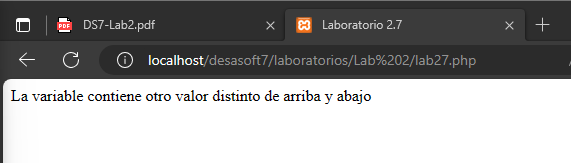 DS7-Lab2.pdf
Laboratorio 2.7
localhost/desasoft7/laboratorios/Lab%202/lab27.php
La variable contiene otro valor distinto de arriba y abajo